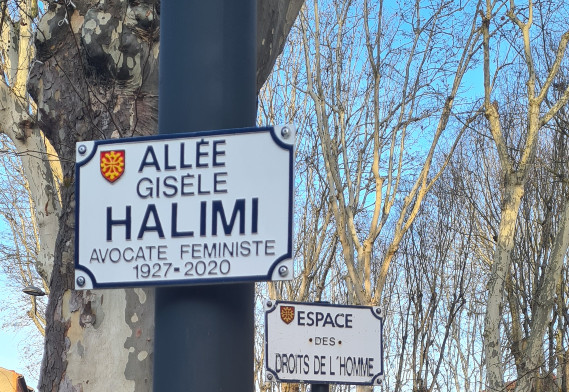 ALLÉE
GISÈLE
HALIMI
AVOCATE FEMINISTE
1927-2020
ESPACE
•DES•
DROITS DE L'HOMME